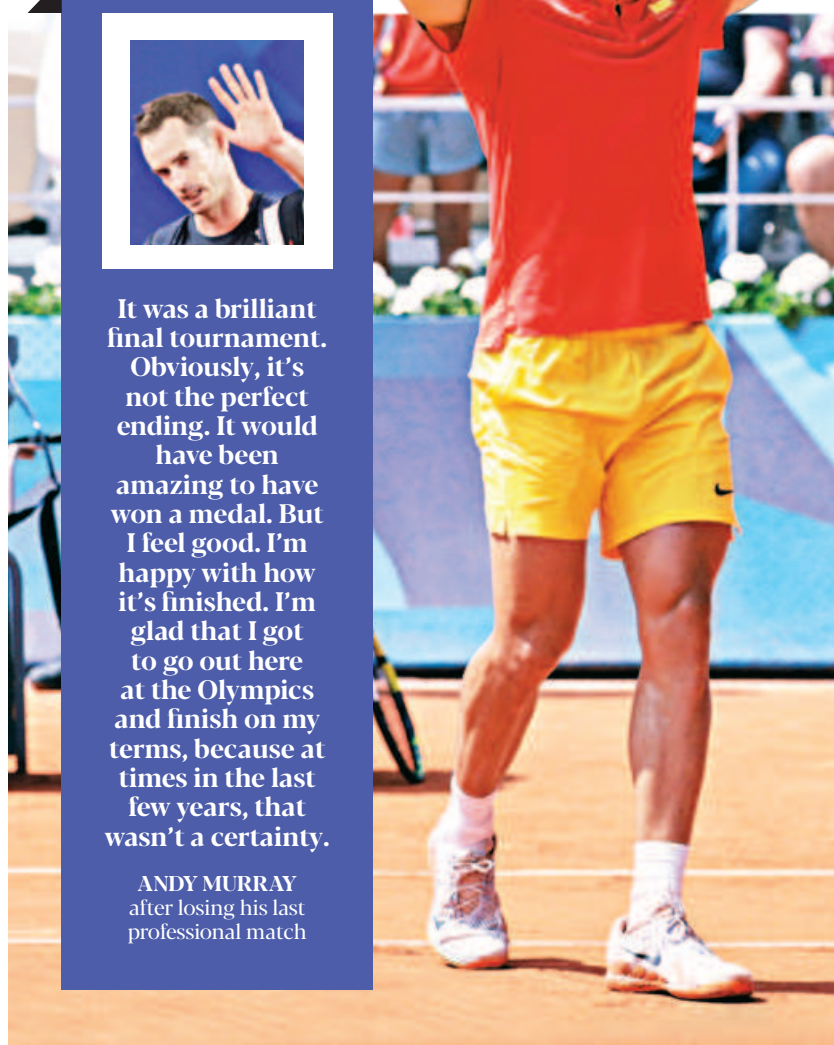 It was a brilliant
final tournament.
Obviously, it’s
not the perfect
ending. It would
have been
amazing to have
won a medal. But
I feel good. I’m
happy with how
it’s finished. I’m
glad that I got
to go out here
at the Olympics
and finish on my
terms, because at
times in the last
few years, that
wasn’t a certainty.
ANDY MURRAY
after losing his last
professional match